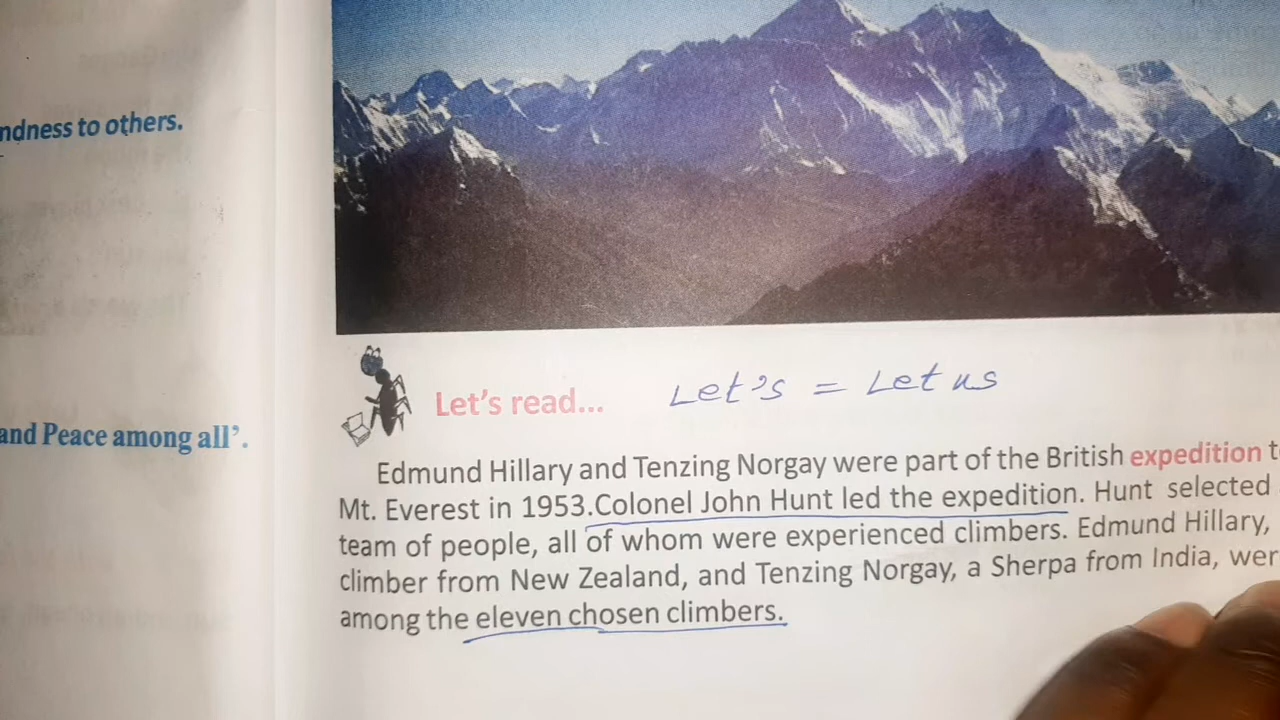 ndness to others.
and Peace among all'.
Let's read... Let's = Let us
Edmund Hillary and Tenzing Norgay were part of the British expedition t
Mt. Everest in 1953.Colonel John Hunt led the expedition. Hunt selected
team of people, all of whom were experienced climbers. Edmund Hillary,
climber from New Zealand, and Tenzing Norgay, a Sherpa from India, wer
among the eleven chosen climbers.